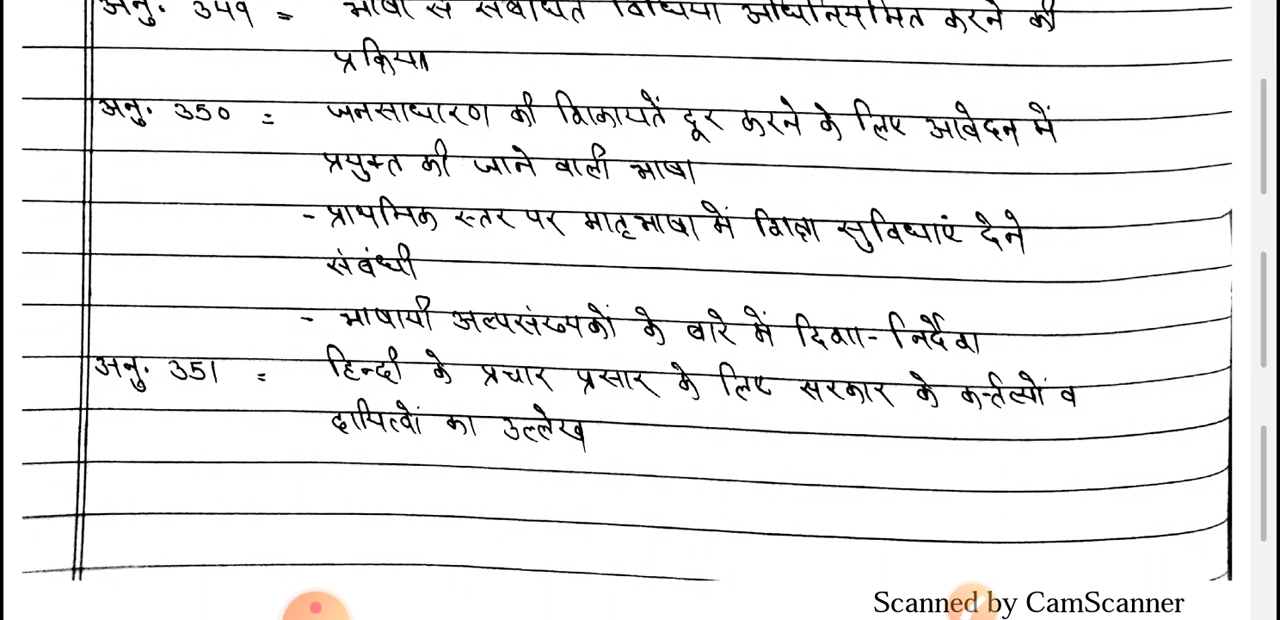 अनु. 349 = भाषा से संबंधित विधियां अधिनियमित करने की
प्रक्रिया
अनु. 350 = जनसाधारण की शिकायतें दूर करने के लिए आवेदन में
प्रयुक्त की जाने वाली भाषा
- प्राथमिक स्तर पर मातृभाषा में शिक्षा सुविधाएं देने
संबंधी
- भाषायी अल्पसंख्यकों के बारे में दिशा-निर्देश
अनु. 351 = हिन्दी के प्रचार प्रसार के लिए सरकार के कर्त्तव्यों व
दायित्वों का उल्लेख
Scanned by CamScanner